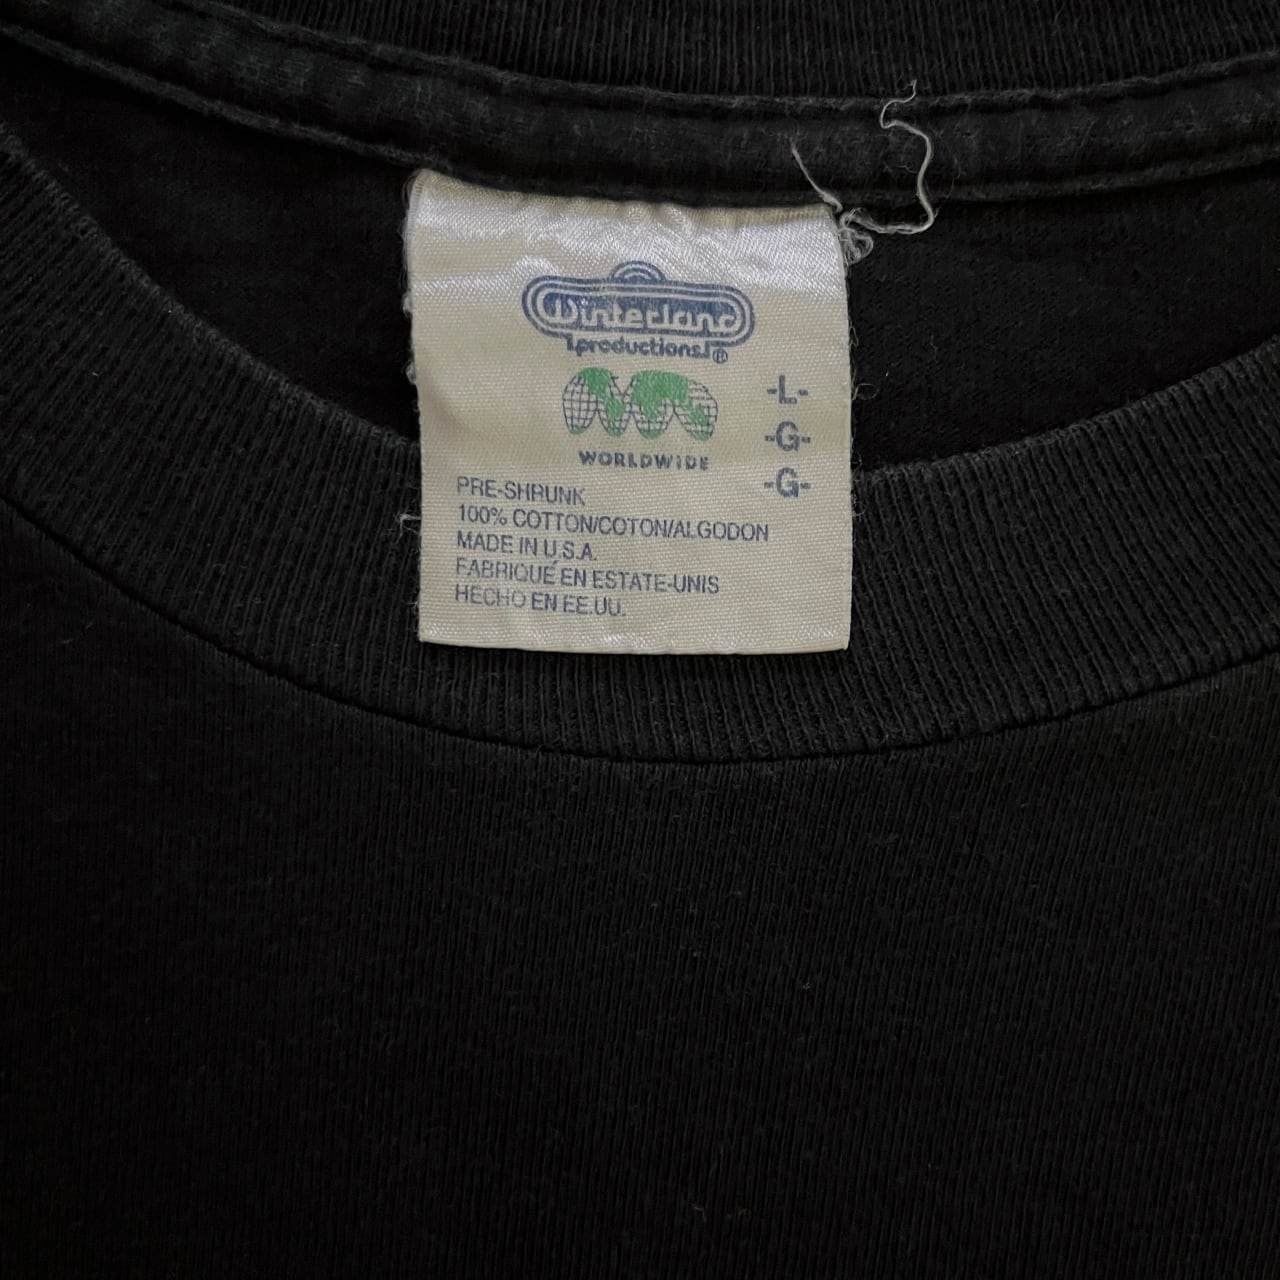 Winterland
productions
®
WORLDWIDE
-L-
-G-
-G-
PRE-SHRUNK
100% COTTON/COTON/ALGODON
MADE IN U.S.A.
FABRIQUÉ EN ESTATE-UNIS
HECHO EN EE.UU.